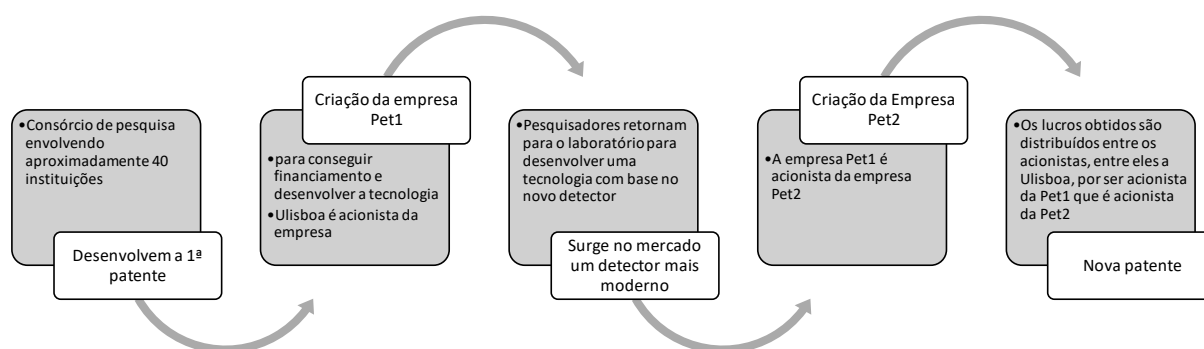 •Consórcio de pesquisa
envolvendo
aproximadamente 40
instituições
Desenvolvem a 1ª
patente
Criação da empresa
Pet1
•para conseguir
financiamento e
desenvolver a tecnologia
•Ulisboa é acionista da
empresa
•Pesquisadores retornam
para o laboratório para
desenvolver uma
tecnologia com base no
novo detector
Surge no mercado
um detector mais
moderno
Criação da Empresa
Pet2
•A empresa Pet1 é
acionista da empresa
Pet2
•Os lucros obtidos são
distribuídos entre os
acionistas, entre eles a
Ulisboa, por ser acionista
da Pet1 que é acionista
da Pet2
Nova patente